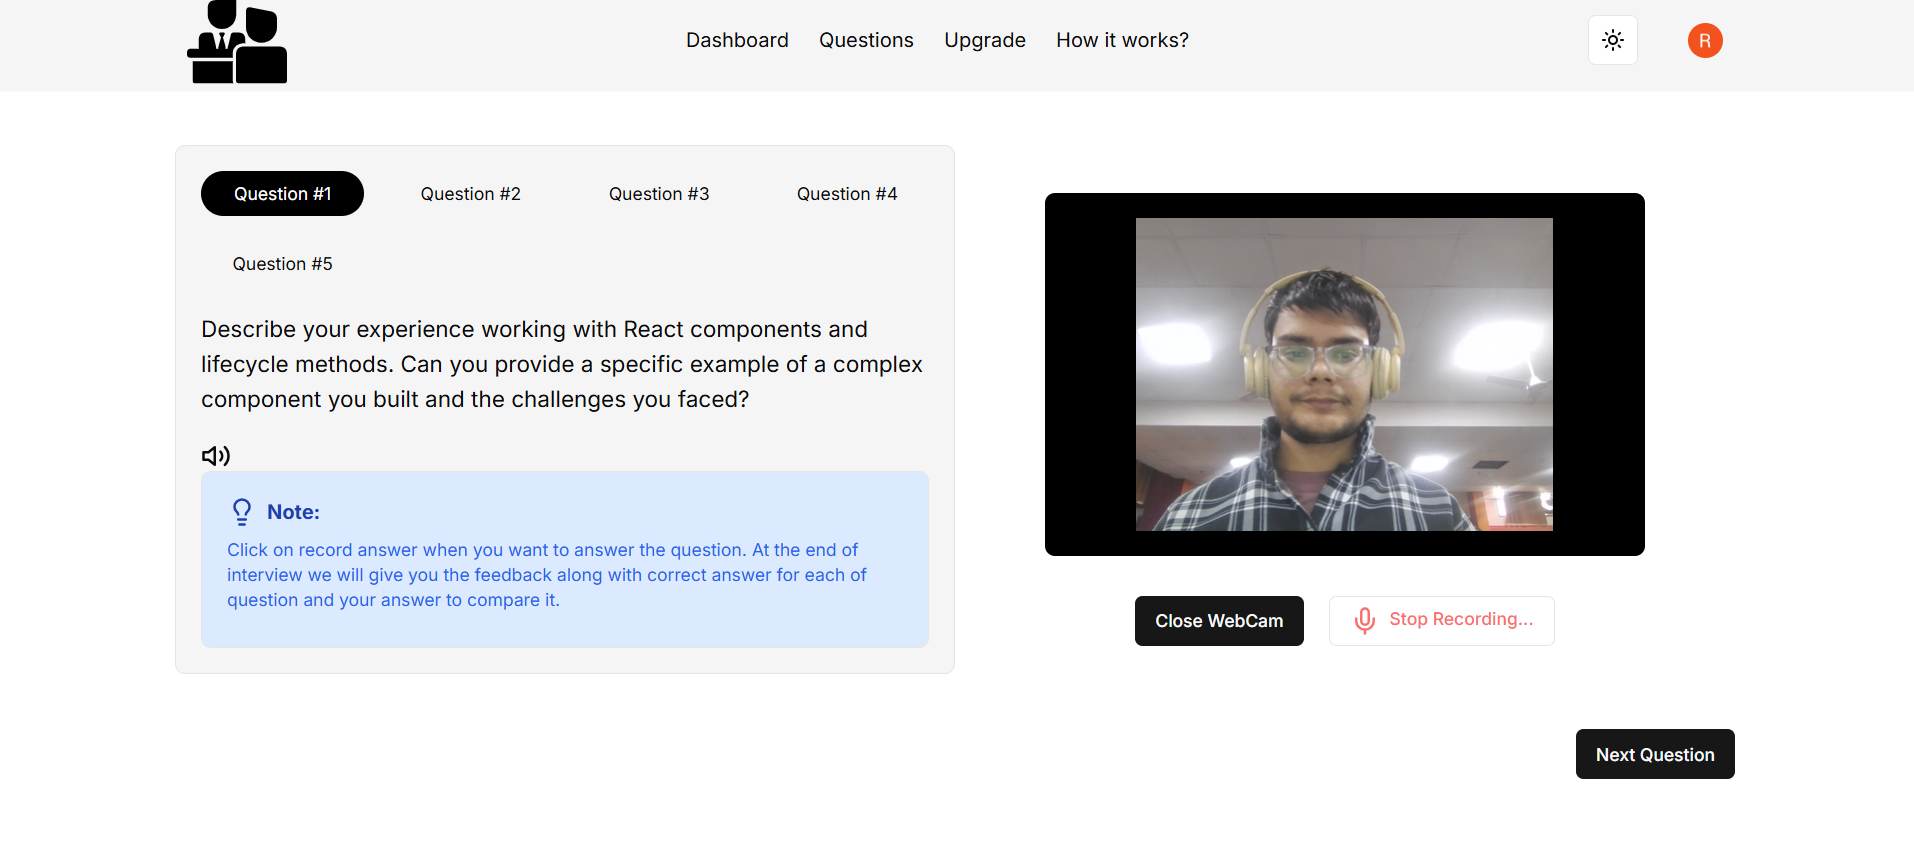 Dashboard Questions Upgrade How it works?
R
Question #1 Question #2 Question #3 Question #4
Question #5
Describe your experience working with React components and
lifecycle methods. Can you provide a specific example of a complex
component you built and the challenges you faced?
Note:
Click on record answer when you want to answer the question. At the end of
interview we will give you the feedback along with correct answer for each of
question and your answer to compare it.
Close WebCam
Stop Recording...
Next Question